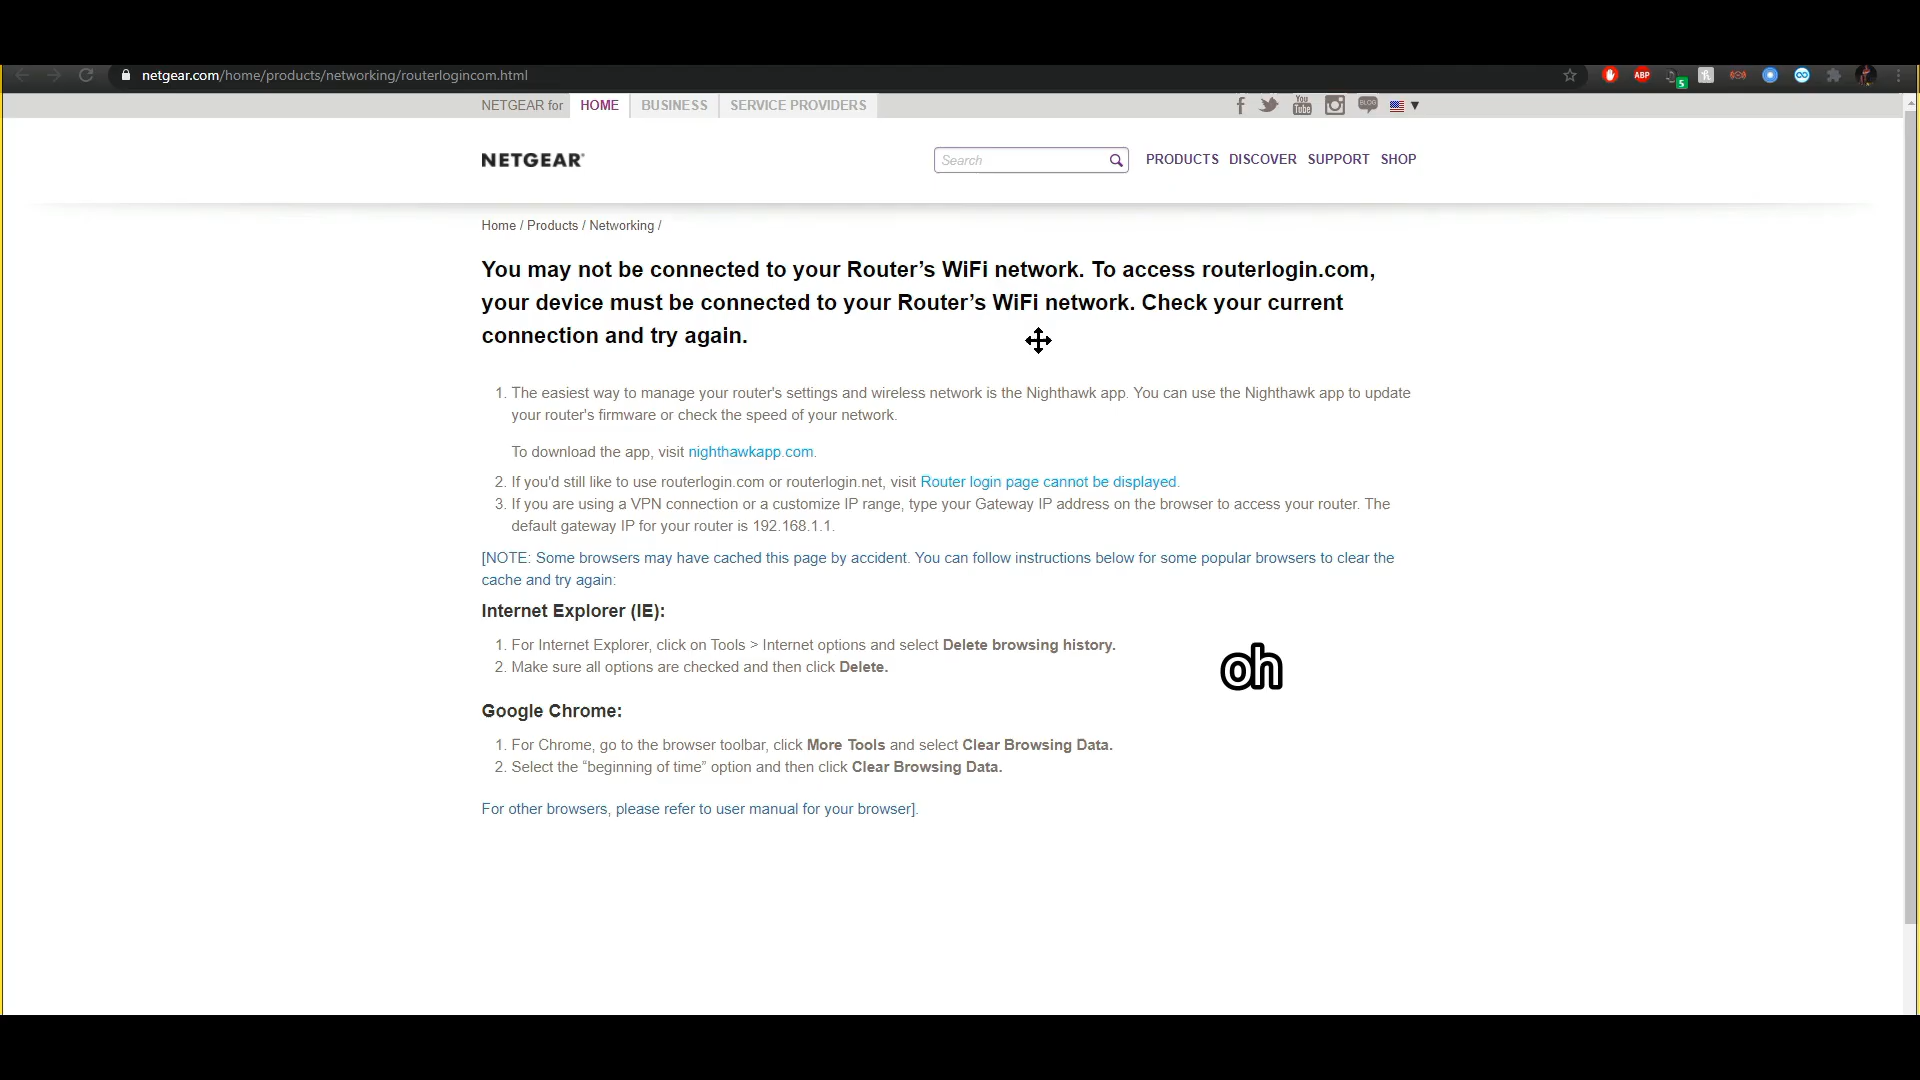 netgear.com/home/products/networking/routerlogincom.html
ABP
5
NETGEAR for HOME BUSINESS SERVICE PROVIDERS
You Tube
BLOG
NETGEAR
Search
PRODUCTS DISCOVER SUPPORT SHOP
Home / Products / Networking /
You may not be connected to your Router’s WiFi network. To access routerlogin.com,
your device must be connected to your Router’s WiFi network. Check your current
connection and try again.
1. The easiest way to manage your router's settings and wireless network is the Nighthawk app. You can use the Nighthawk app to update
your router's firmware or check the speed of your network.
To download the app, visit nighthawkapp.com.
2. If you'd still like to use routerlogin.com or routerlogin.net, visit Router login page cannot be displayed.
3. If you are using a VPN connection or a customize IP range, type your Gateway IP address on the browser to access your router. The
default gateway IP for your router is 192.168.1.1.
[NOTE: Some browsers may have cached this page by accident. You can follow instructions below for some popular browsers to clear the
cache and try again:
Internet Explorer (IE):
1. For Internet Explorer, click on Tools > Internet options and select Delete browsing history.
2. Make sure all options are checked and then click Delete.
oh
Google Chrome:
1. For Chrome, go to the browser toolbar, click More Tools and select Clear Browsing Data.
2. Select the “beginning of time” option and then click Clear Browsing Data.
For other browsers, please refer to user manual for your browser].